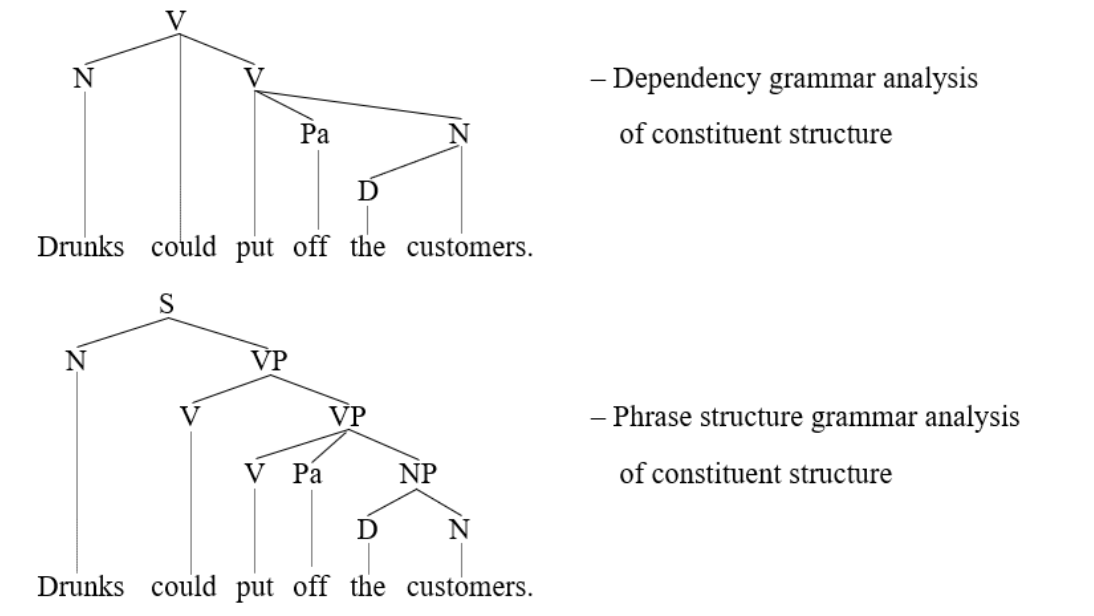 V
N V
Pa N
D
Drunks could put off the customers.
– Dependency grammar analysis
of constituent structure
S
N VP
V VP
V Pa NP
D N
Drunks could put off the customers.
– Phrase structure grammar analysis
of constituent structure